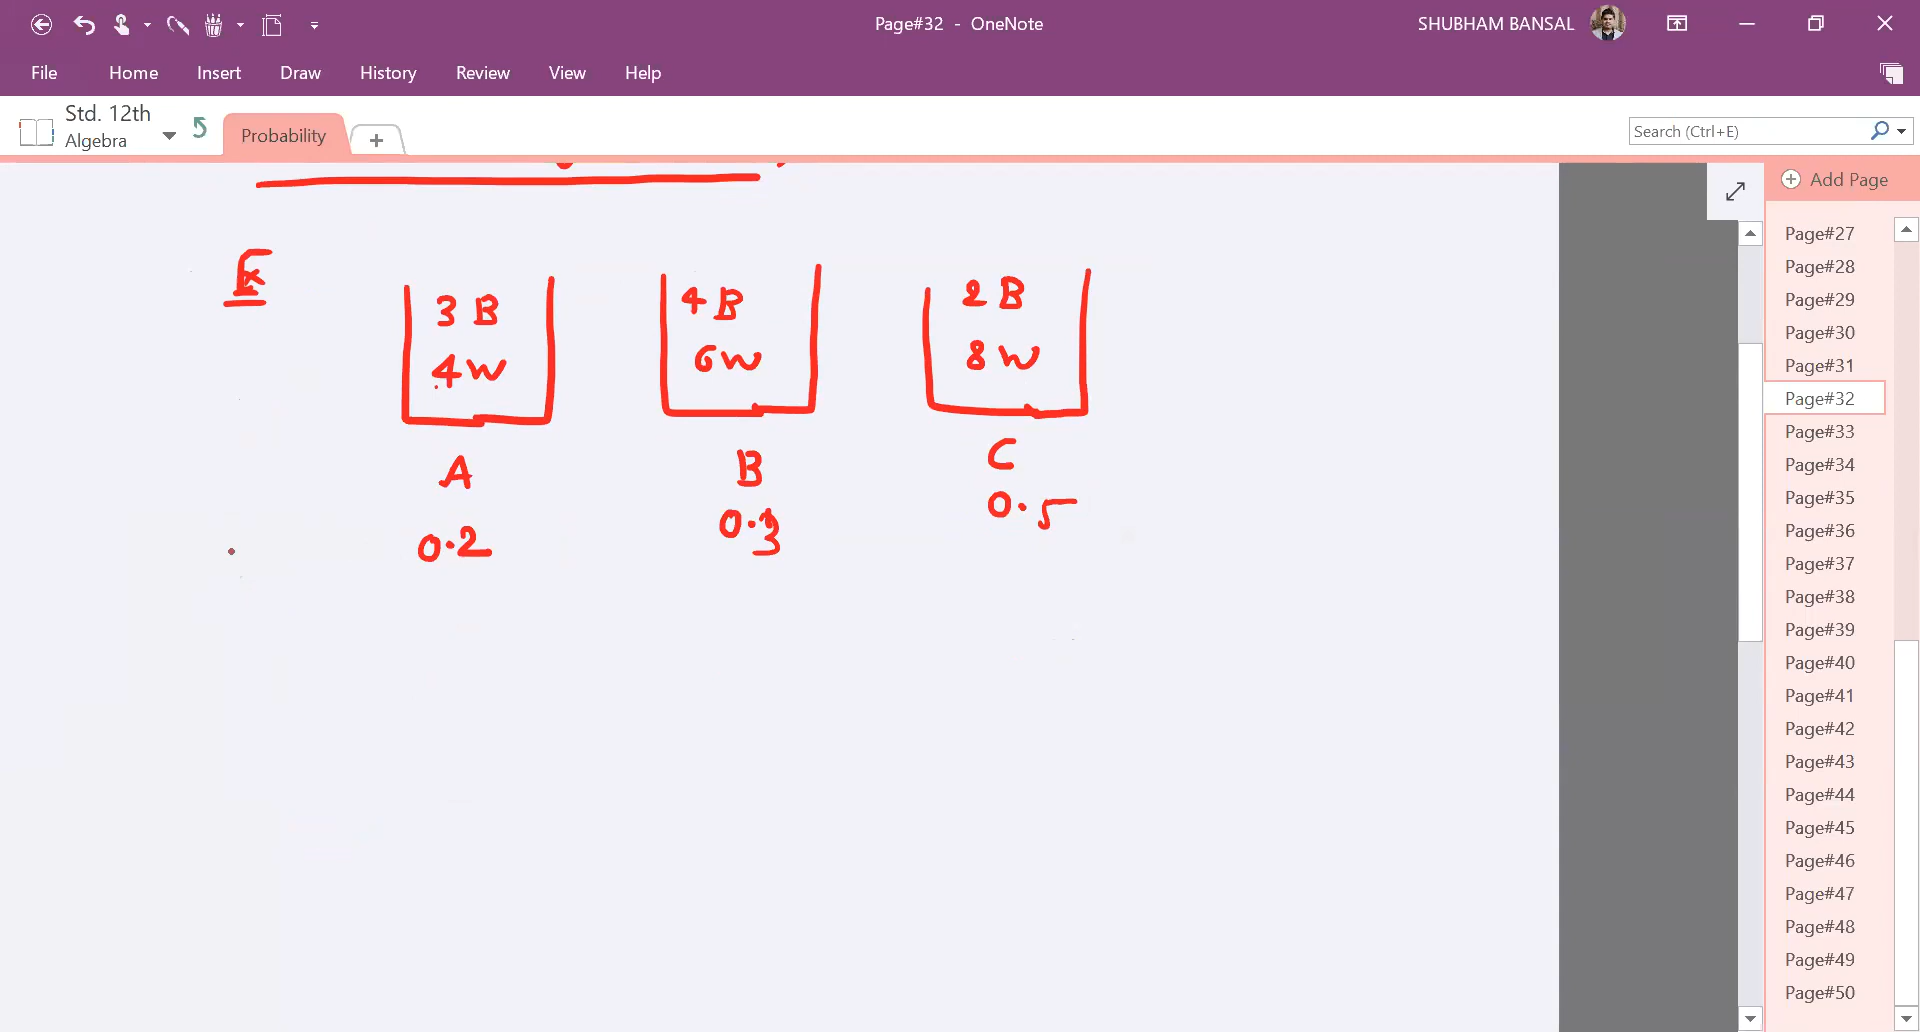 Page#32 - OneNote
SHUBHAM BANSAL
File Home Insert Draw History Review View Help
Std. 12th
Algebra
Probability
+
Search (Ctrl+E)
Add Page
Page#27
Page#28
Page#29
Page#30
Page#31
Page#32
Page#33
Page#34
Page#35
Page#36
Page#37
Page#38
Page#39
Page#40
Page#41
Page#42
Page#43
Page#44
Page#45
Page#46
Page#47
Page#48
Page#49
Page#50
Ex
3 B
4 W
A
0.2
4 B
6 W
B
0.3
2 B
8 W
C
0.5